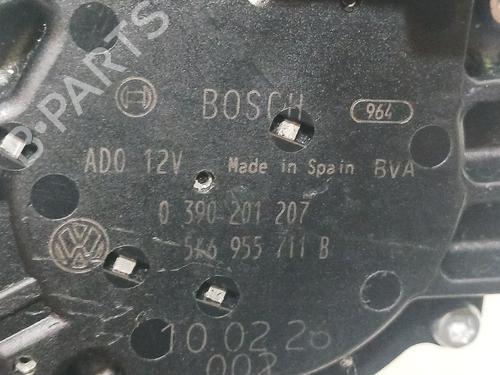 B-PARTS
BOSCH
964
ADO 12V Made in Spain BVA
0 390 201 207
5K6 955 711 B
10.02.26
002